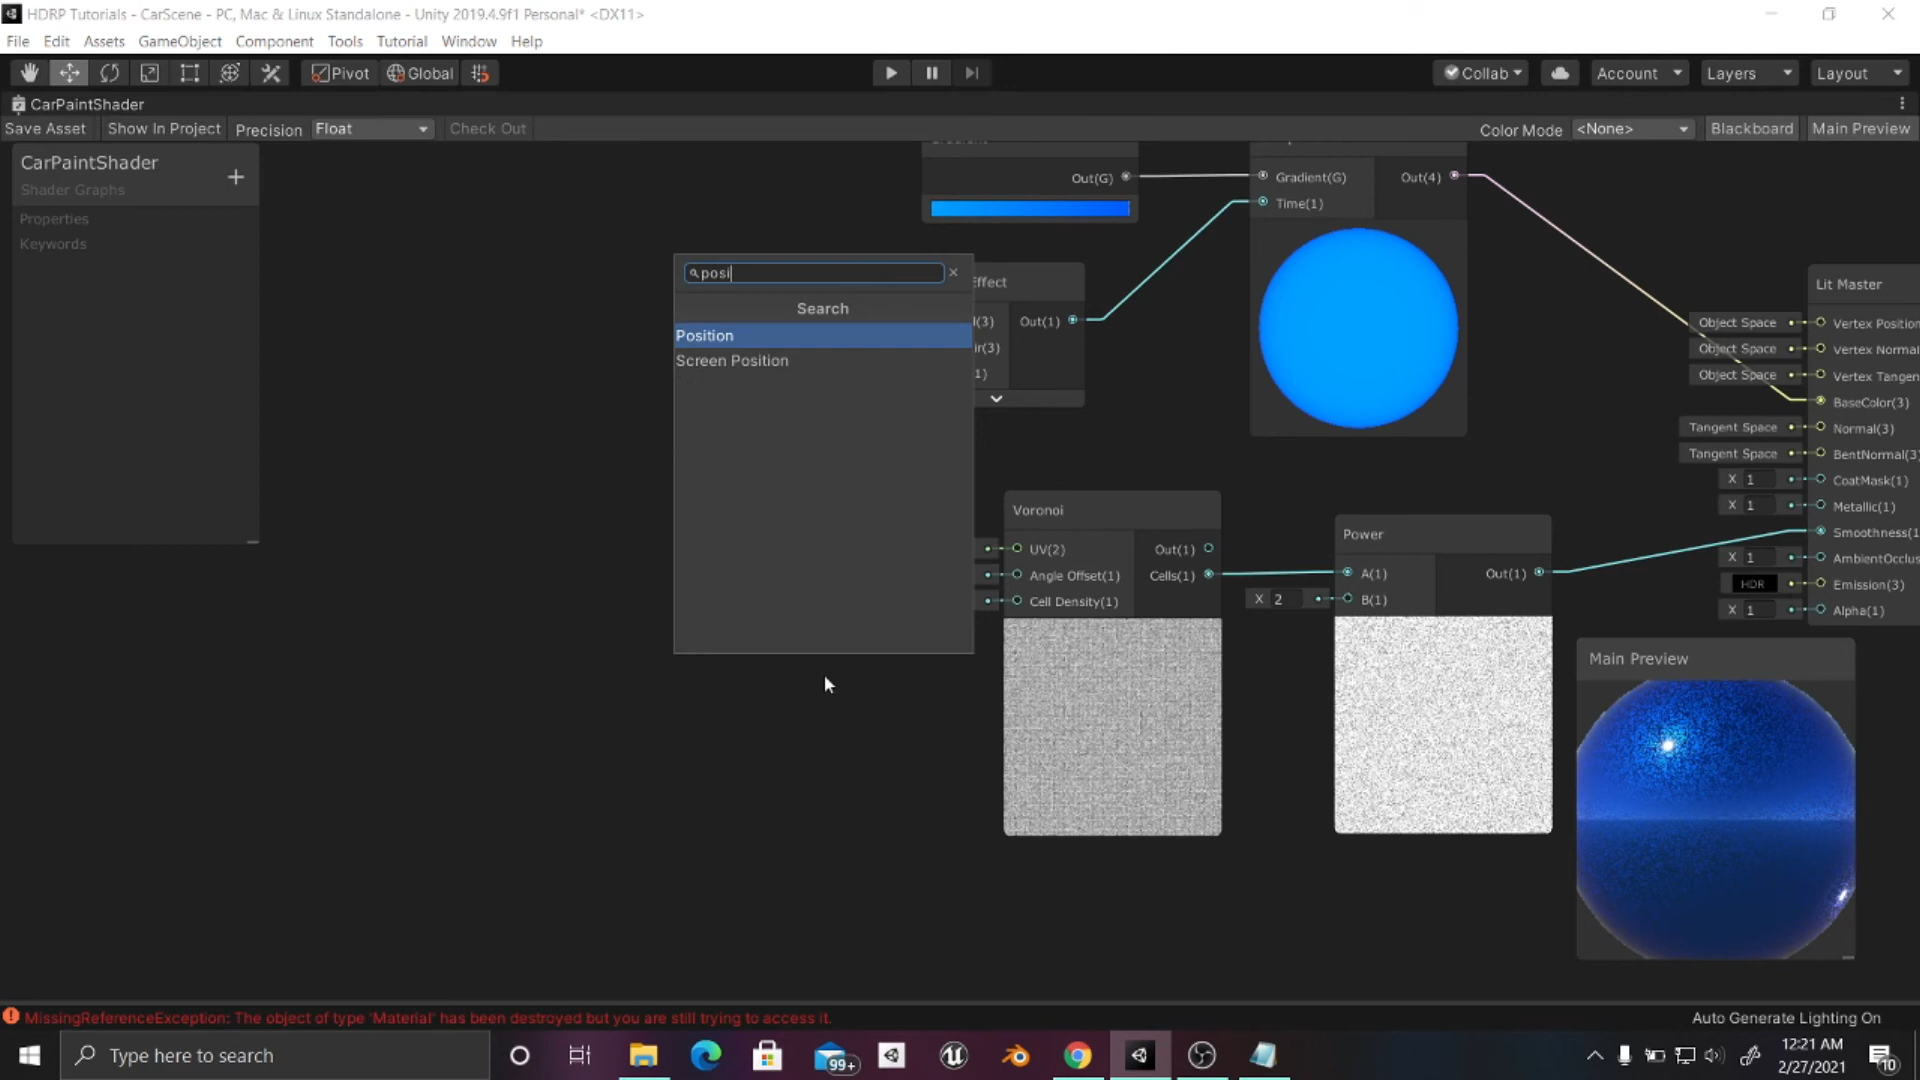 HDRP Tutorials - CarScene - PC, Mac & Linux Standalone - Unity 2019.4.9f1 Personal* <DX11>
File Edit Assets GameObject Component Tools Tutorial Window Help
Pivot Global Collab Account Layers Layout
CarPaintShader
Save Asset Show In Project Precision Float Check Out Color Mode <None> Blackboard Main Preview
CarPaintShader
Shader Graphs
Properties
Keywords
Out(G)
Gradient(G) Out(4)
Time(1)
posi
Search
Position
Screen Position
Out(1)
Lit Master
Object Space Vertex Position
Object Space Vertex Normal
Object Space Vertex Tangen
BaseColor(3)
Tangent Space Normal(3)
Tangent Space BentNormal(3)
X 1 CoatMask(1)
X 1 Metallic(1)
Smoothness(1
X 1 AmbientOcclus
HDR Emission(3)
X 1 Alpha(1)
Voronoi
UV(2) Out(1)
Angle Offset(1) Cells(1)
Cell Density(1)
Power
A(1) Out(1)
X 2 B(1)
Main Preview
MissingReferenceException: The object of type 'Material' has been destroyed but you are still trying to access it.
Auto Generate Lighting On
Type here to search
99+
12:21 AM
2/27/2021
10